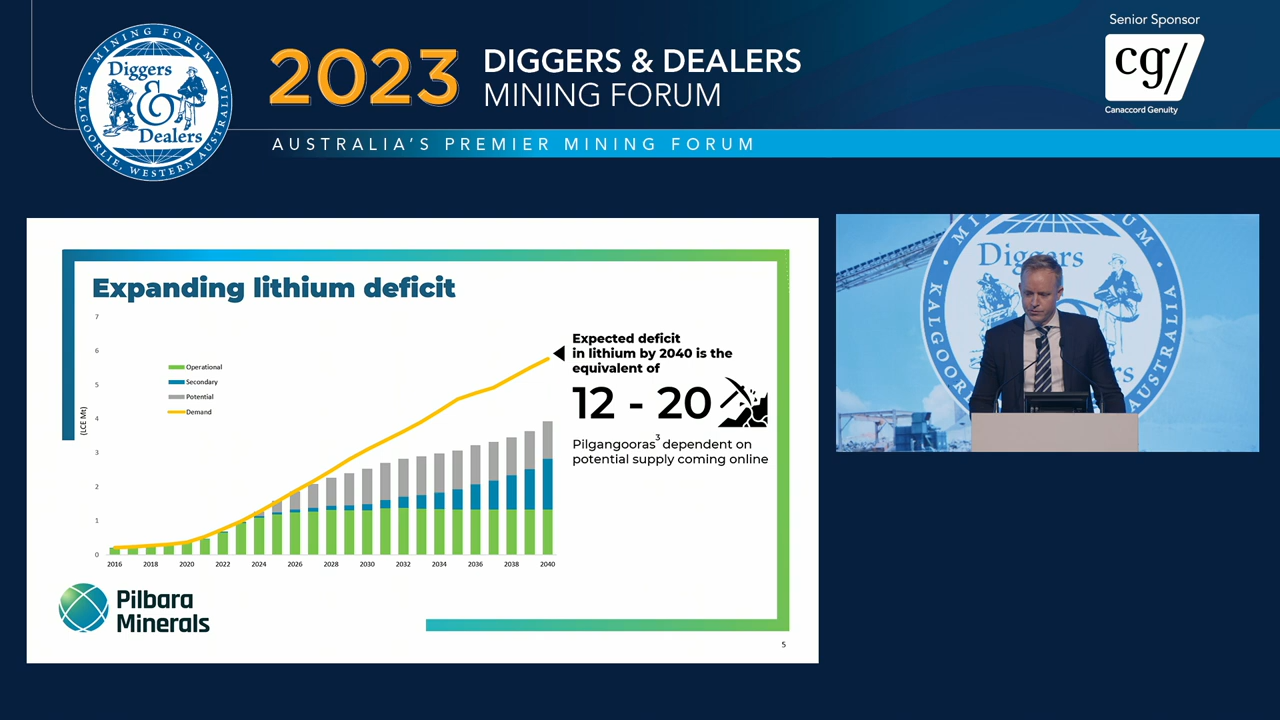 MINING FORUM
Diggers
&
Dealers
KALGOORLIE, WESTERN AUSTRALIA
2023
DIGGERS & DEALERS
MINING FORUM
AUSTRALIA'S PREMIER MINING FORUM
Senior Sponsor
cg/
Canaccord Genuity
Expanding lithium deficit
7
6
5
4
3
2
1
0
(LCE Mt)
Operational
Secondary
Potential
Demand
2016 2018 2020 2022 2024 2026 2028 2030 2032 2034 2036 2038 2040
Expected deficit
in lithium by 2040 is the
equivalent of
12 - 20
Pilgangooras3 dependent on
potential supply coming online
Pilbara
Minerals
5
Diggers
KALGOORLIE
AUSTRALIA